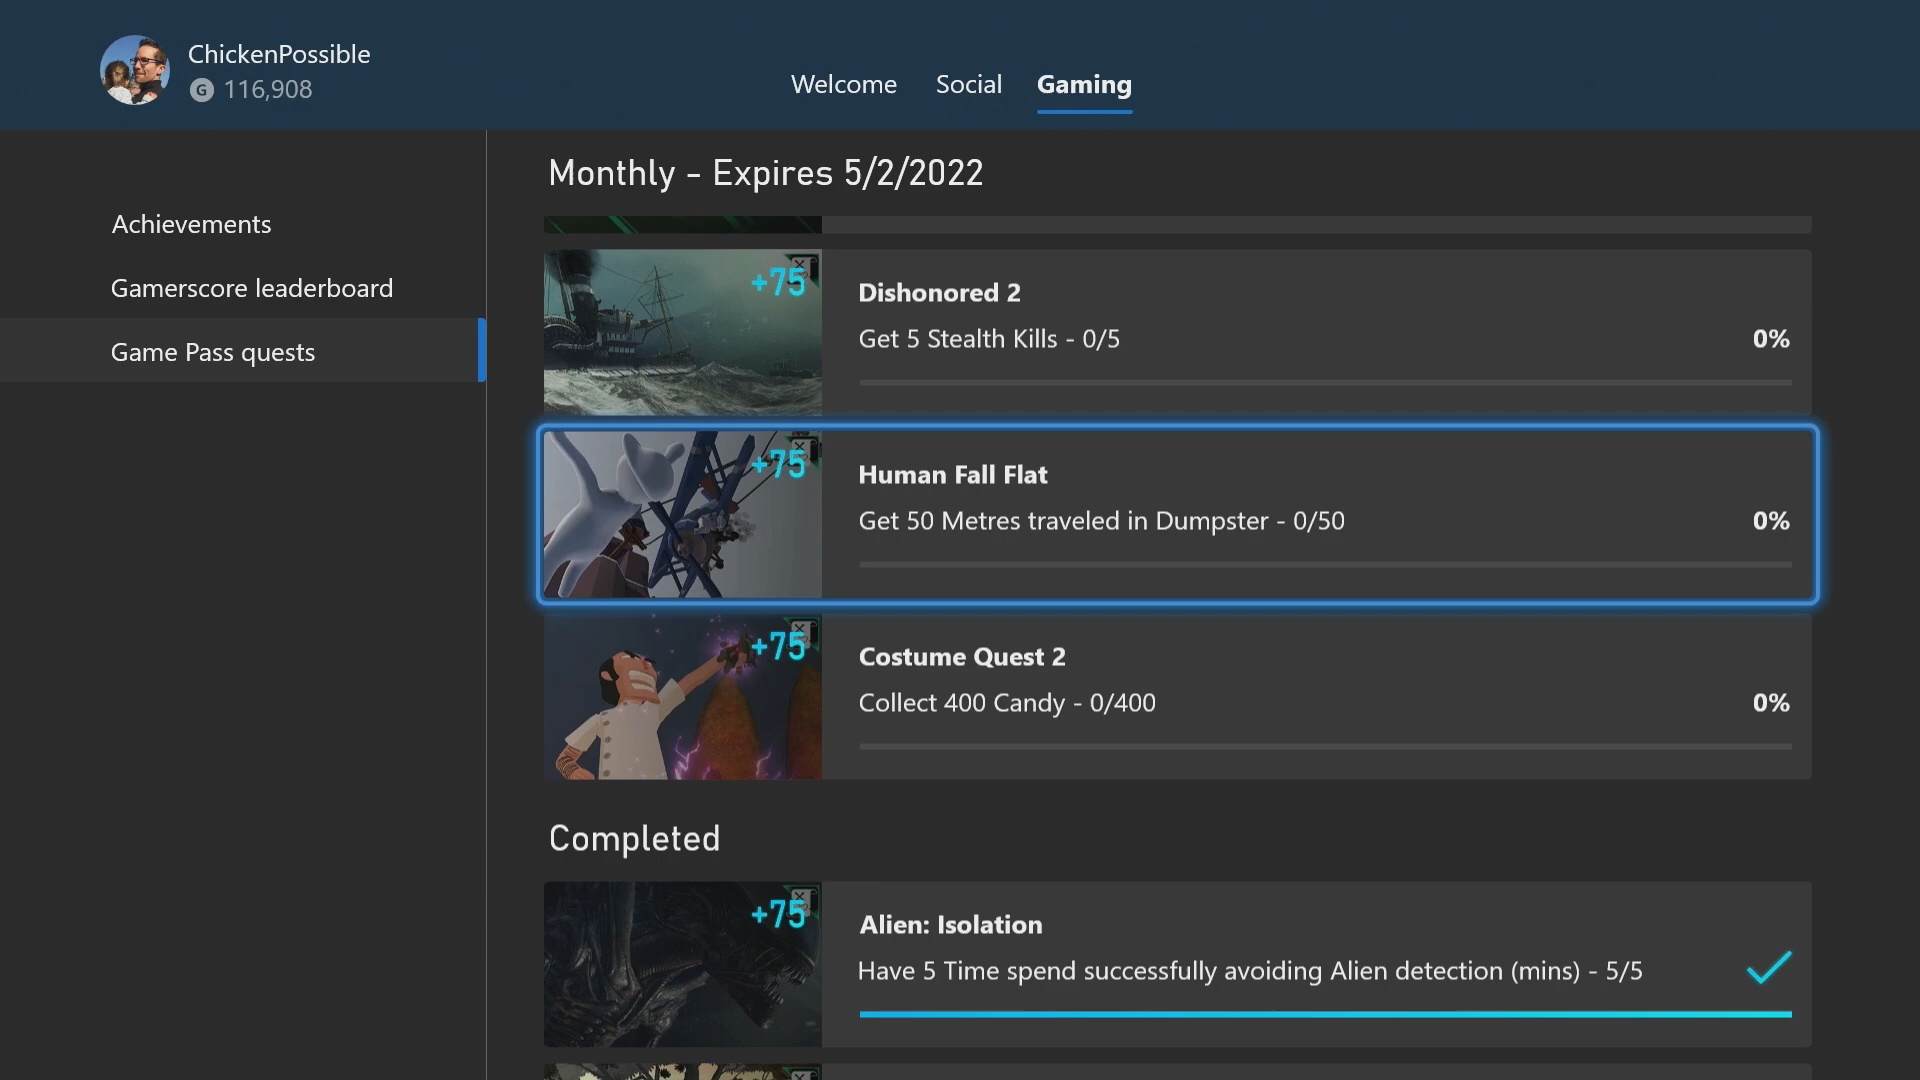 ChickenPossible
G 116,908
Welcome
Social
Gaming
Achievements
Gamerscore leaderboard
Game Pass quests
Monthly - Expires 5/2/2022
+75
Dishonored 2
Get 5 Stealth Kills - 0/5
0%
+75
Human Fall Flat
Get 50 Metres traveled in Dumpster - 0/50
0%
+75
Costume Quest 2
Collect 400 Candy - 0/400
0%
Completed
+75
Alien: Isolation
Have 5 Time spend successfully avoiding Alien detection (mins) - 5/5